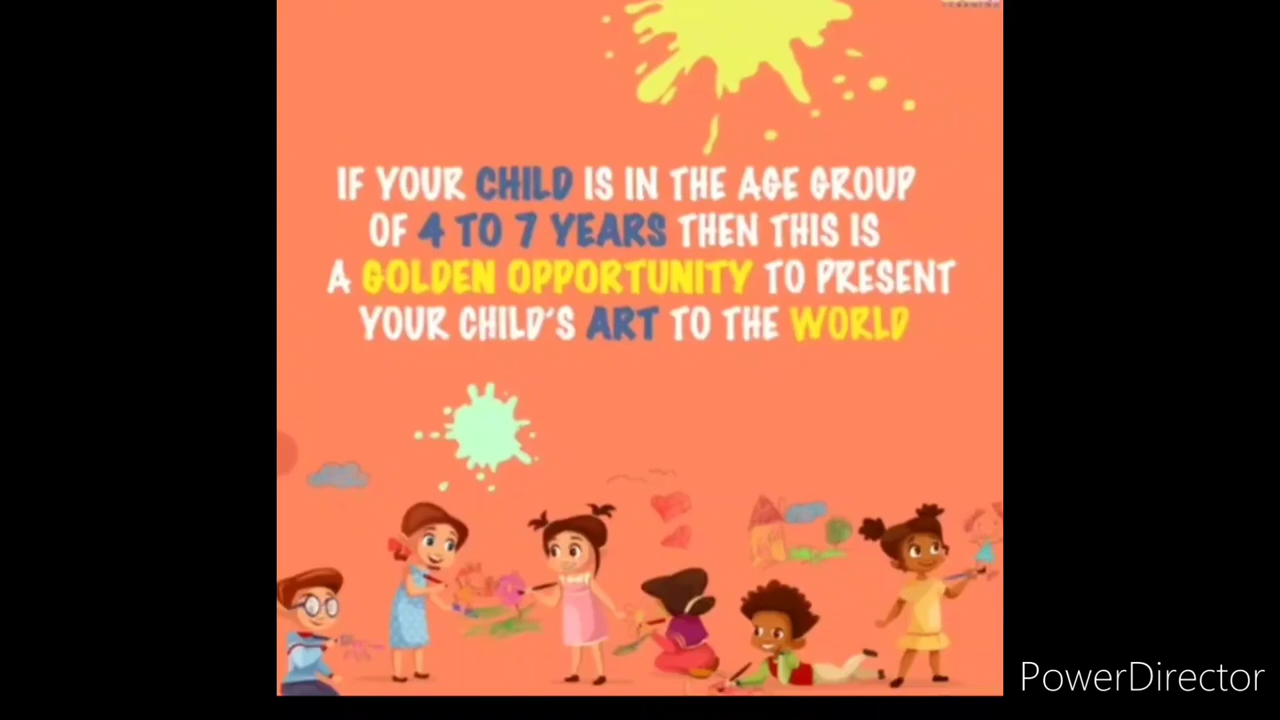 IF YOUR CHILD IS IN THE AGE GROUP
OF 4 TO 7 YEARS THEN THIS IS
A GOLDEN OPPORTUNITY TO PRESENT
YOUR CHILD'S ART TO THE WORLD
PowerDirector